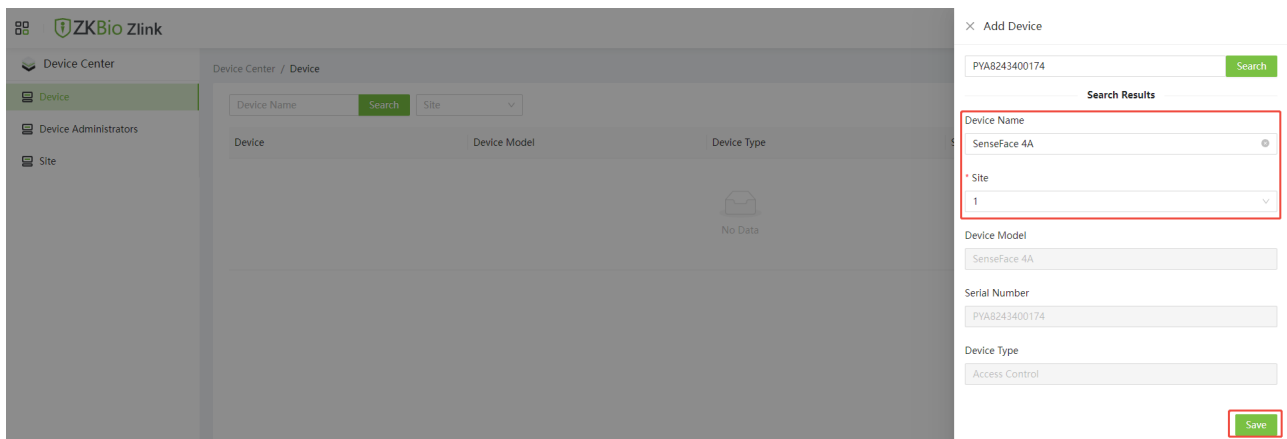 ZKBio Zlink
Device Center
Device
Device Administrators
Site
Device Center / Device
Device Name Search Site
Device Device Model Device Type S
No Data
Add Device
PYA8243400174 Search
Search Results
Device Name
SenseFace 4A
* Site
1
Device Model
SenseFace 4A
Serial Number
PYA8243400174
Device Type
Access Control
Save